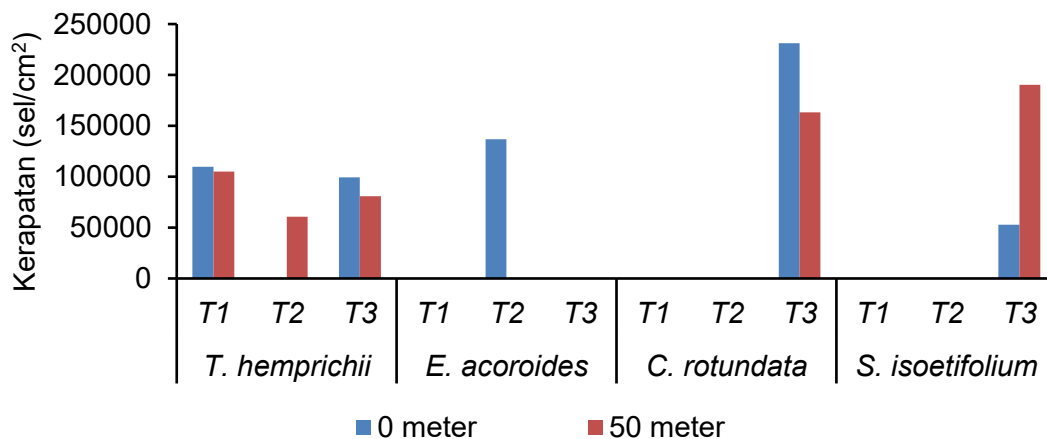 Kerapatan (sel/cm²)
250000
200000
150000
100000
50000
0
T1 T2 T3 T1 T2 T3 T1 T2 T3 T1 T2 T3
T. hemprichii E. acoroides C. rotundata S. isoetifolium
0 meter 50 meter